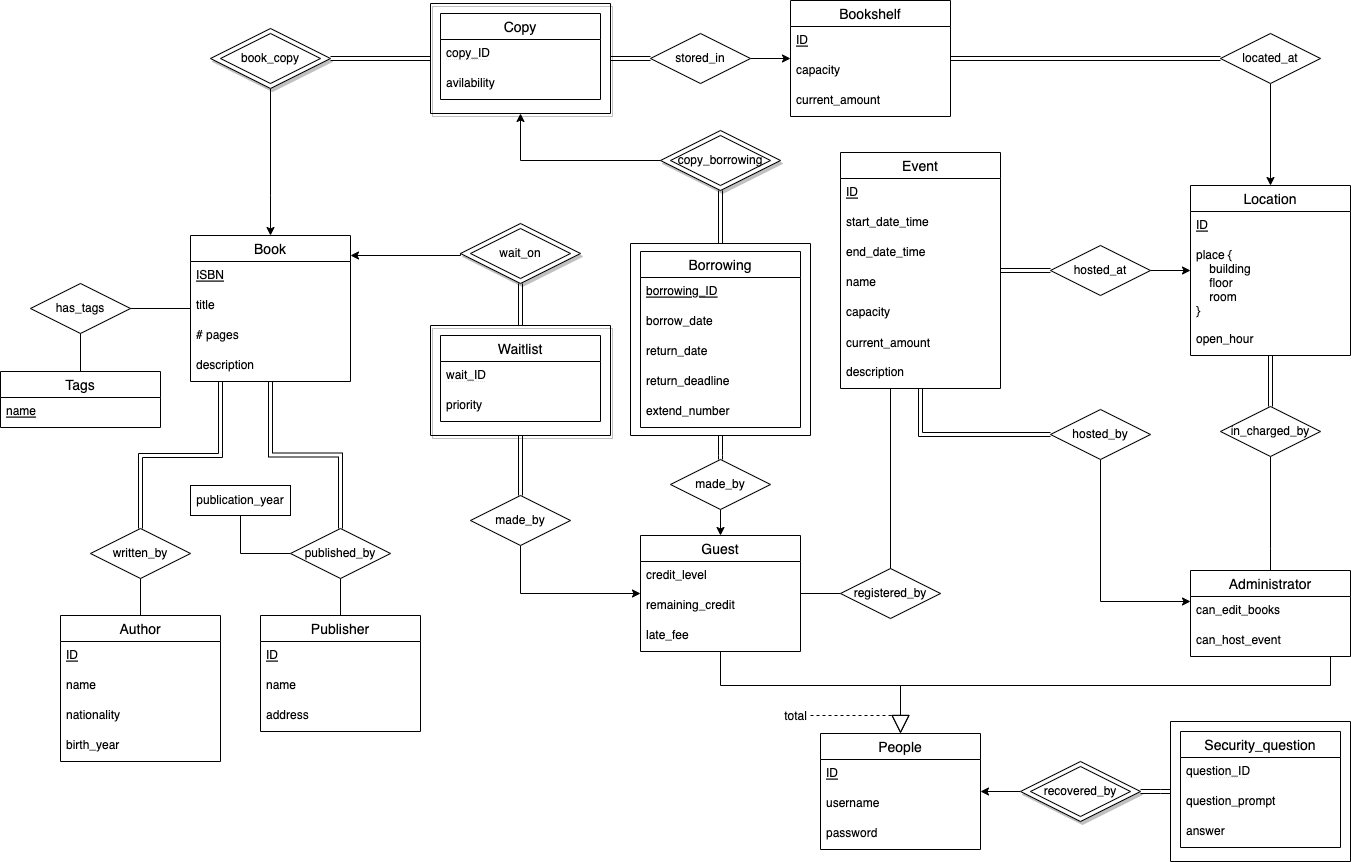 Copy
copy_ID
avilability
book_copy
stored_in
Bookshelf
ID
capacity
current_amount
located_at
copy_borrowing
Event
ID
start_date_time
end_date_time
name
capacity
current_amount
description
Location
ID
place {
building
floor
room
}
open_hour
Book
ISBN
title
# pages
description
wait_on
Borrowing
borrowing_ID
borrow_date
return_date
return_deadline
extend_number
hosted_at
has_tags
Tags
name
Waitlist
wait_ID
priority
hosted_by
in_charged_by
publication_year
made_by
made_by
written_by
published_by
Guest
credit_level
remaining_credit
late_fee
registered_by
Administrator
can_edit_books
can_host_event
Author
ID
name
nationality
birth_year
Publisher
ID
name
address
total
People
ID
username
password
recovered_by
Security_question
question_ID
question_prompt
answer